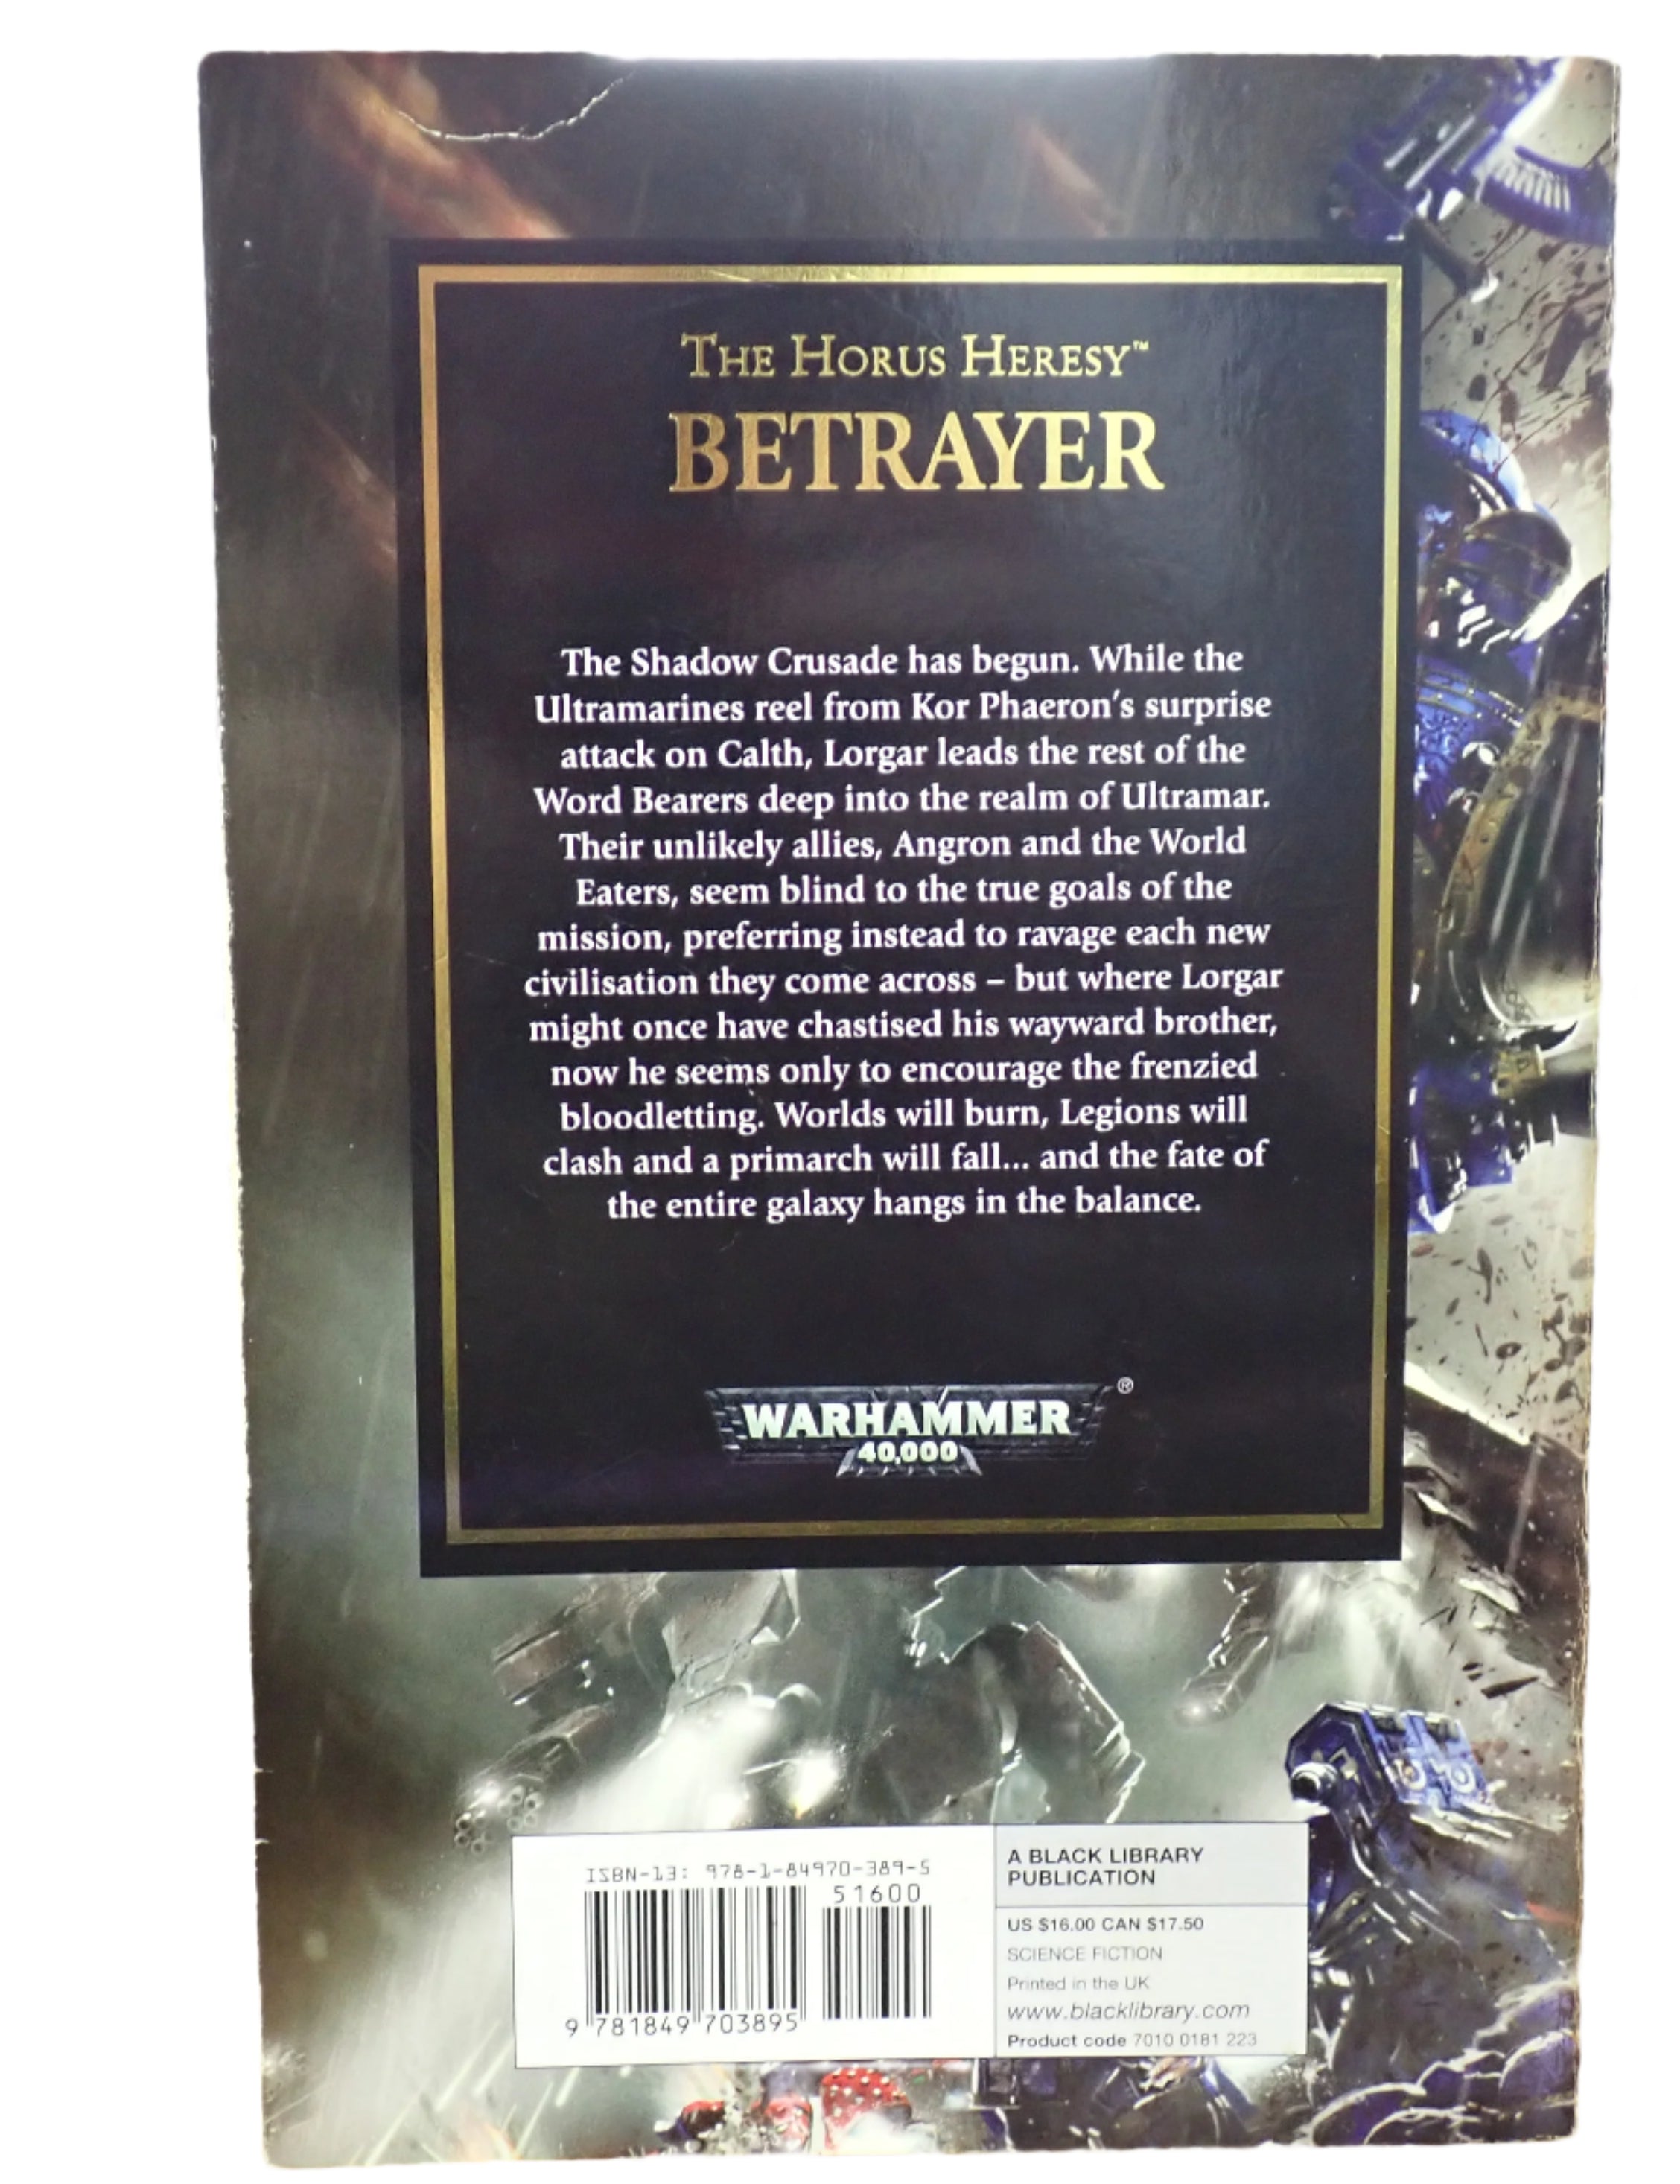 THE HORUS HERESY™
BETRAYER
The Shadow Crusade has begun. While the
Ultramarines reel from Kor Phaeron's surprise
attack on Calth, Lorgar leads the rest of the
Word Bearers deep into the realm of Ultramar.
Their unlikely allies, Angron and the World
Eaters, seem blind to the true goals of the
mission, preferring instead to ravage each new
civilisation they come across – but where Lorgar
might once have chastised his wayward brother,
now he seems only to encourage the frenzied
bloodletting. Worlds will burn, Legions will
clash and a primarch will fall... and the fate of
the entire galaxy hangs in the balance.
WARHAMMER®
40,000
ISBN-13: 978-1-84970-389-5
51600
9 781849 703895
A BLACK LIBRARY
PUBLICATION
US $16.00 CAN $17.50
SCIENCE FICTION
Printed in the UK
www.blacklibrary.com
Product code 7010 0181 223